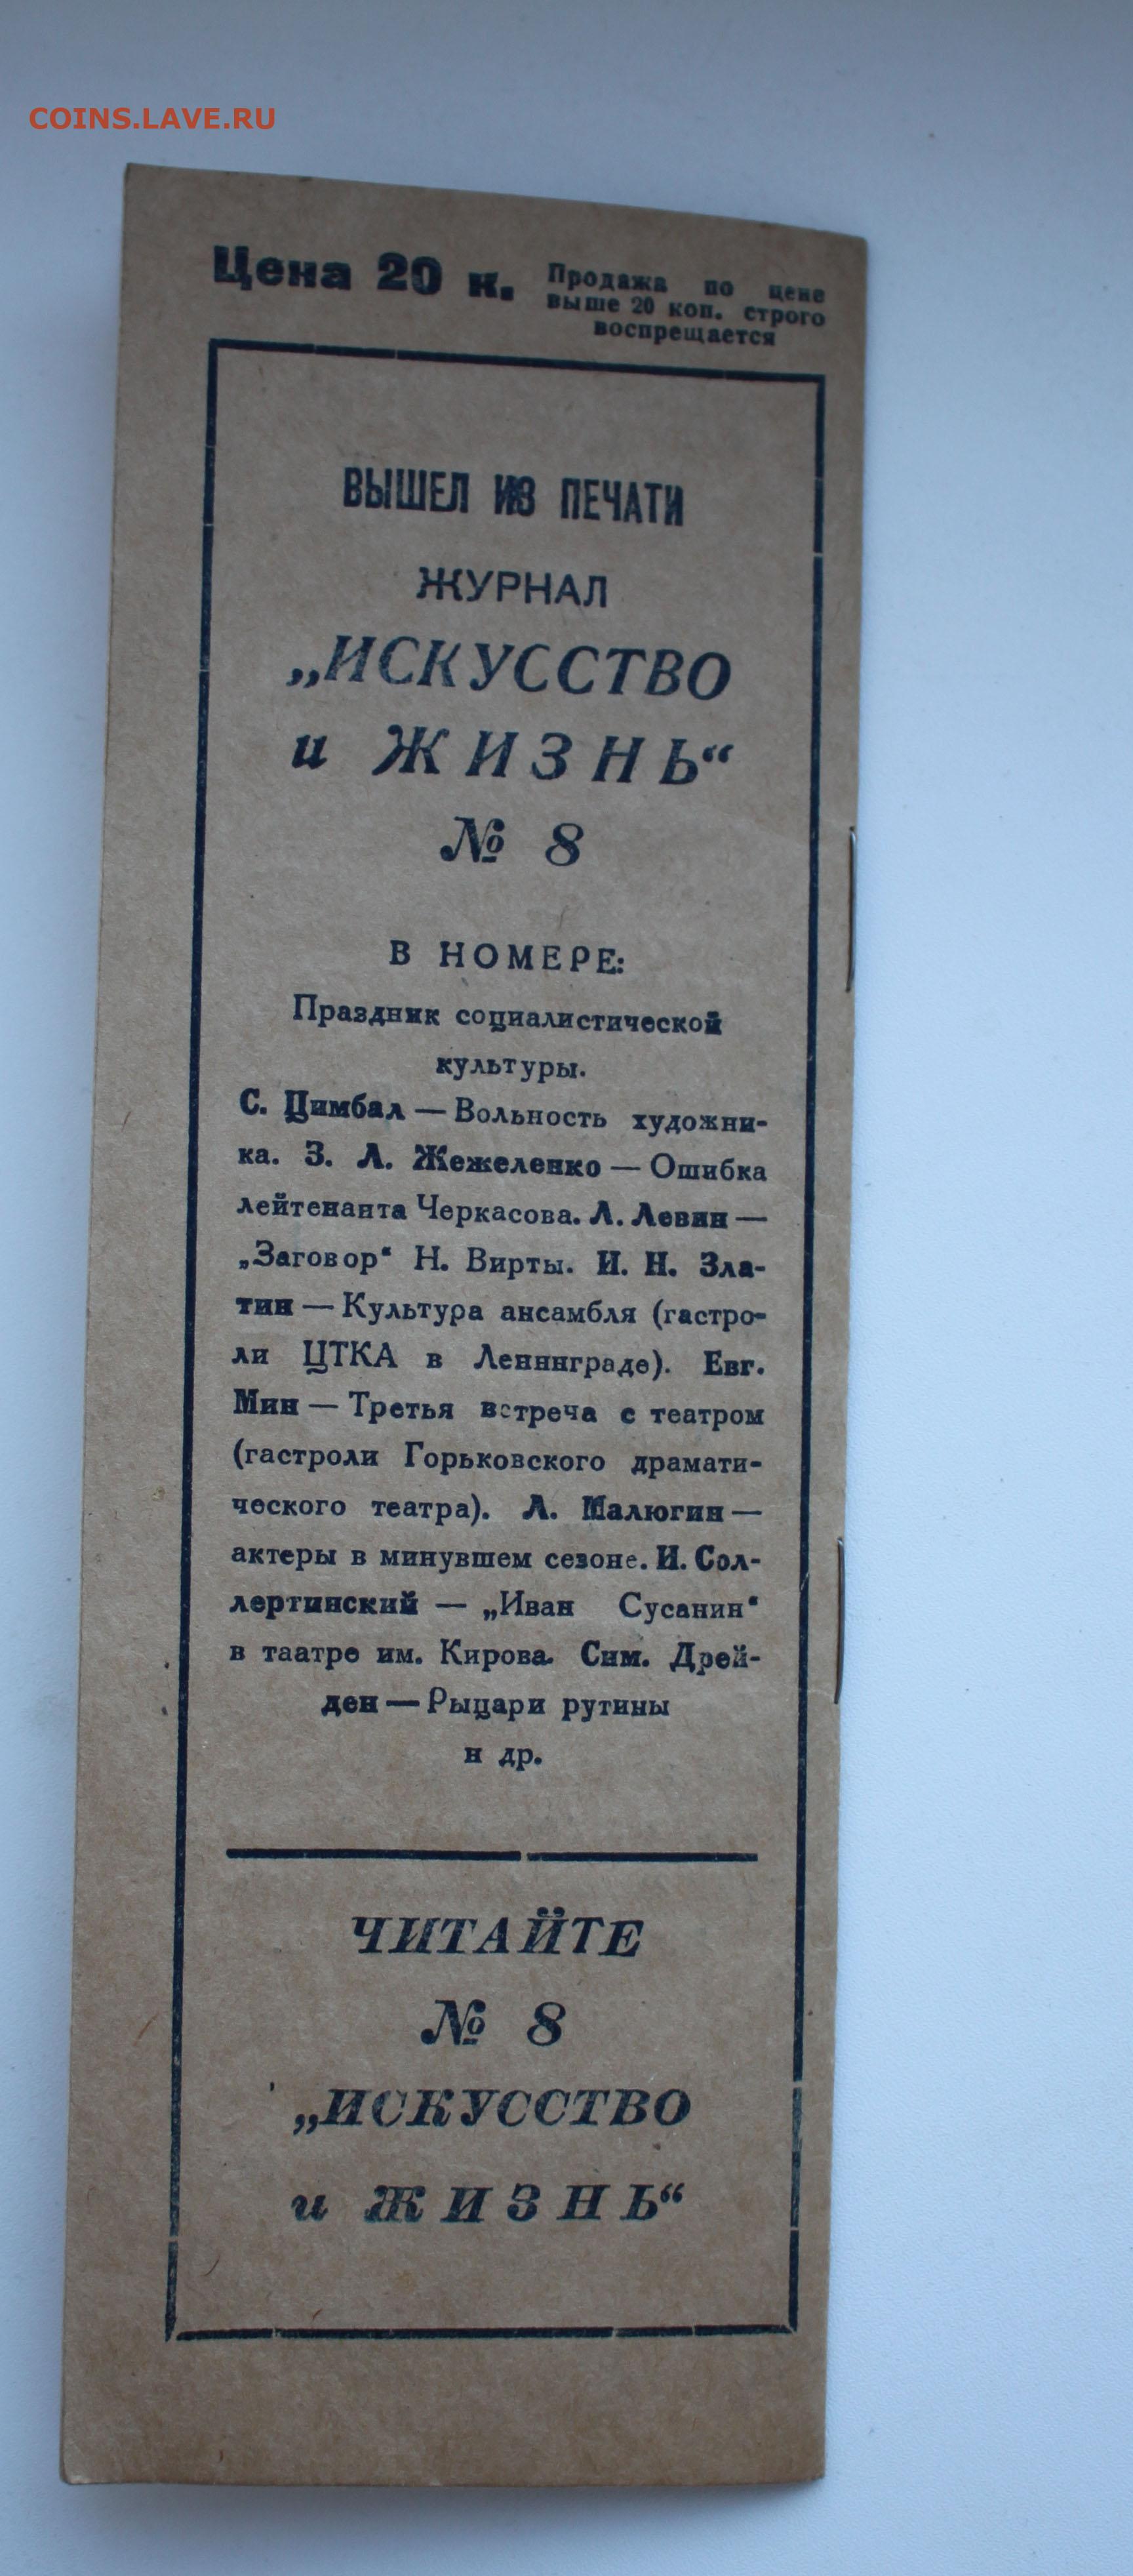 COINS.LAVE.RU
Цена 20 к.
Продажа по цене
выше 20 коп. строго
воспрещается
ВЫШЕЛ ИЗ ПЕЧАТИ
ЖУРНАЛ
„ИСКУССТВО
и ЖИЗНЬ“
№ 8
В НОМЕРЕ:
Праздник социалистической
культуры.
С. Цимбал — Вольность художни-
ка. З. Л. Жежеленко — Ошибка
лейтенанта Черкасова. Л. Левин —
„Заговор“ Н. Вирты. И. Н. Зла-
тин — Культура ансамбля (гастро-
ли ЦТКА в Ленинграде). Евг.
Мин — Третья встреча с театром
(гастроли Горьковского драмати-
ческого театра). Л. Малюгин —
актеры в минувшем сезоне. И. Сол-
лертинский — „Иван Сусанин“
в таатре им. Кирова. Сим. Дрей-
ден — Рыцари рутины
и др.
ЧИТАЙТЕ
№ 8
„ИСКУССТВО
и ЖИЗНЬ“